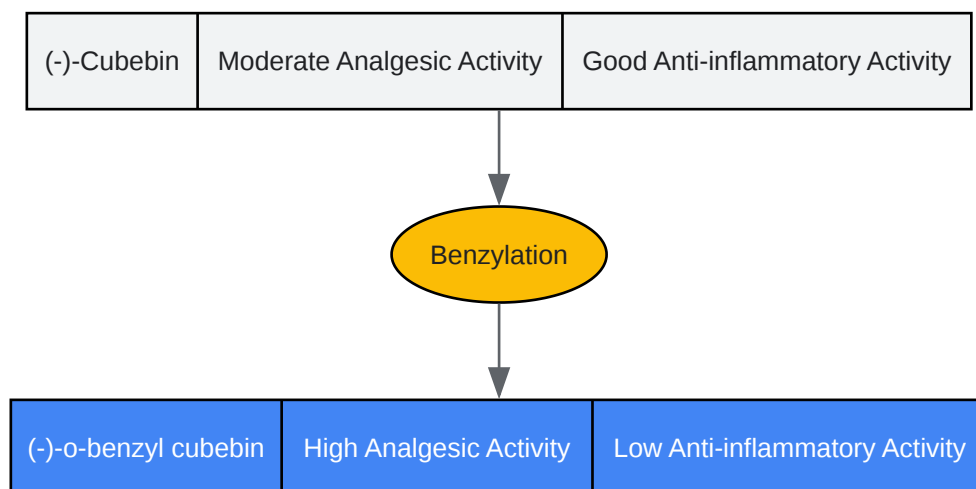 (-)-Cubebin Moderate Analgesic Activity Good Anti-inflammatory Activity
Benzylation
(-)-o-benzyl cubebin High Analgesic Activity Low Anti-inflammatory Activity